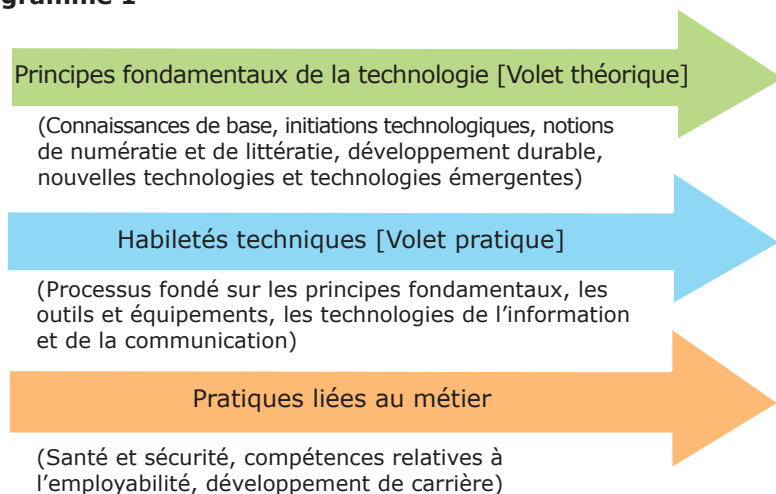 Principes fondamentaux de la technologie [Volet théorique]
(Connaissances de base, initiations technologiques, notions
de numératie et de littératie, développement durable,
nouvelles technologies et technologies émergentes)
Habiletés techniques [Volet pratique]
(Processus fondé sur les principes fondamentaux, les
outils et équipements, les technologies de l'information
et de la communication)
Pratiques liées au métier
(Santé et sécurité, compétences relatives à
l'employabilité, développement de carrière)